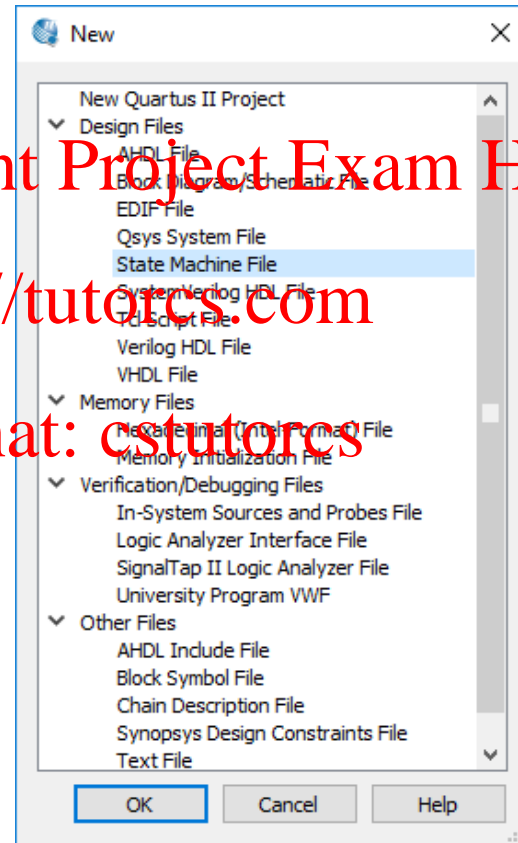 New
New Quartus II Project
Design Files
AHDL File
nt Project Exam H
Block Diagram/Schematic File
EDIF File
Qsys System File
State Machine File
SystemVerilog HDL File
//tutorcs.com
Tcl Script File
Verilog HDL File
VHDL File
Memory Files
Hexadecimal (Intel-Format) File
hat: cstutorcs
Memory Initialization File
Verification/Debugging Files
In-System Sources and Probes File
Logic Analyzer Interface File
SignalTap II Logic Analyzer File
University Program VWF
Other Files
AHDL Include File
Block Symbol File
Chain Description File
Synopsys Design Constraints File
Text File
OK Cancel Help